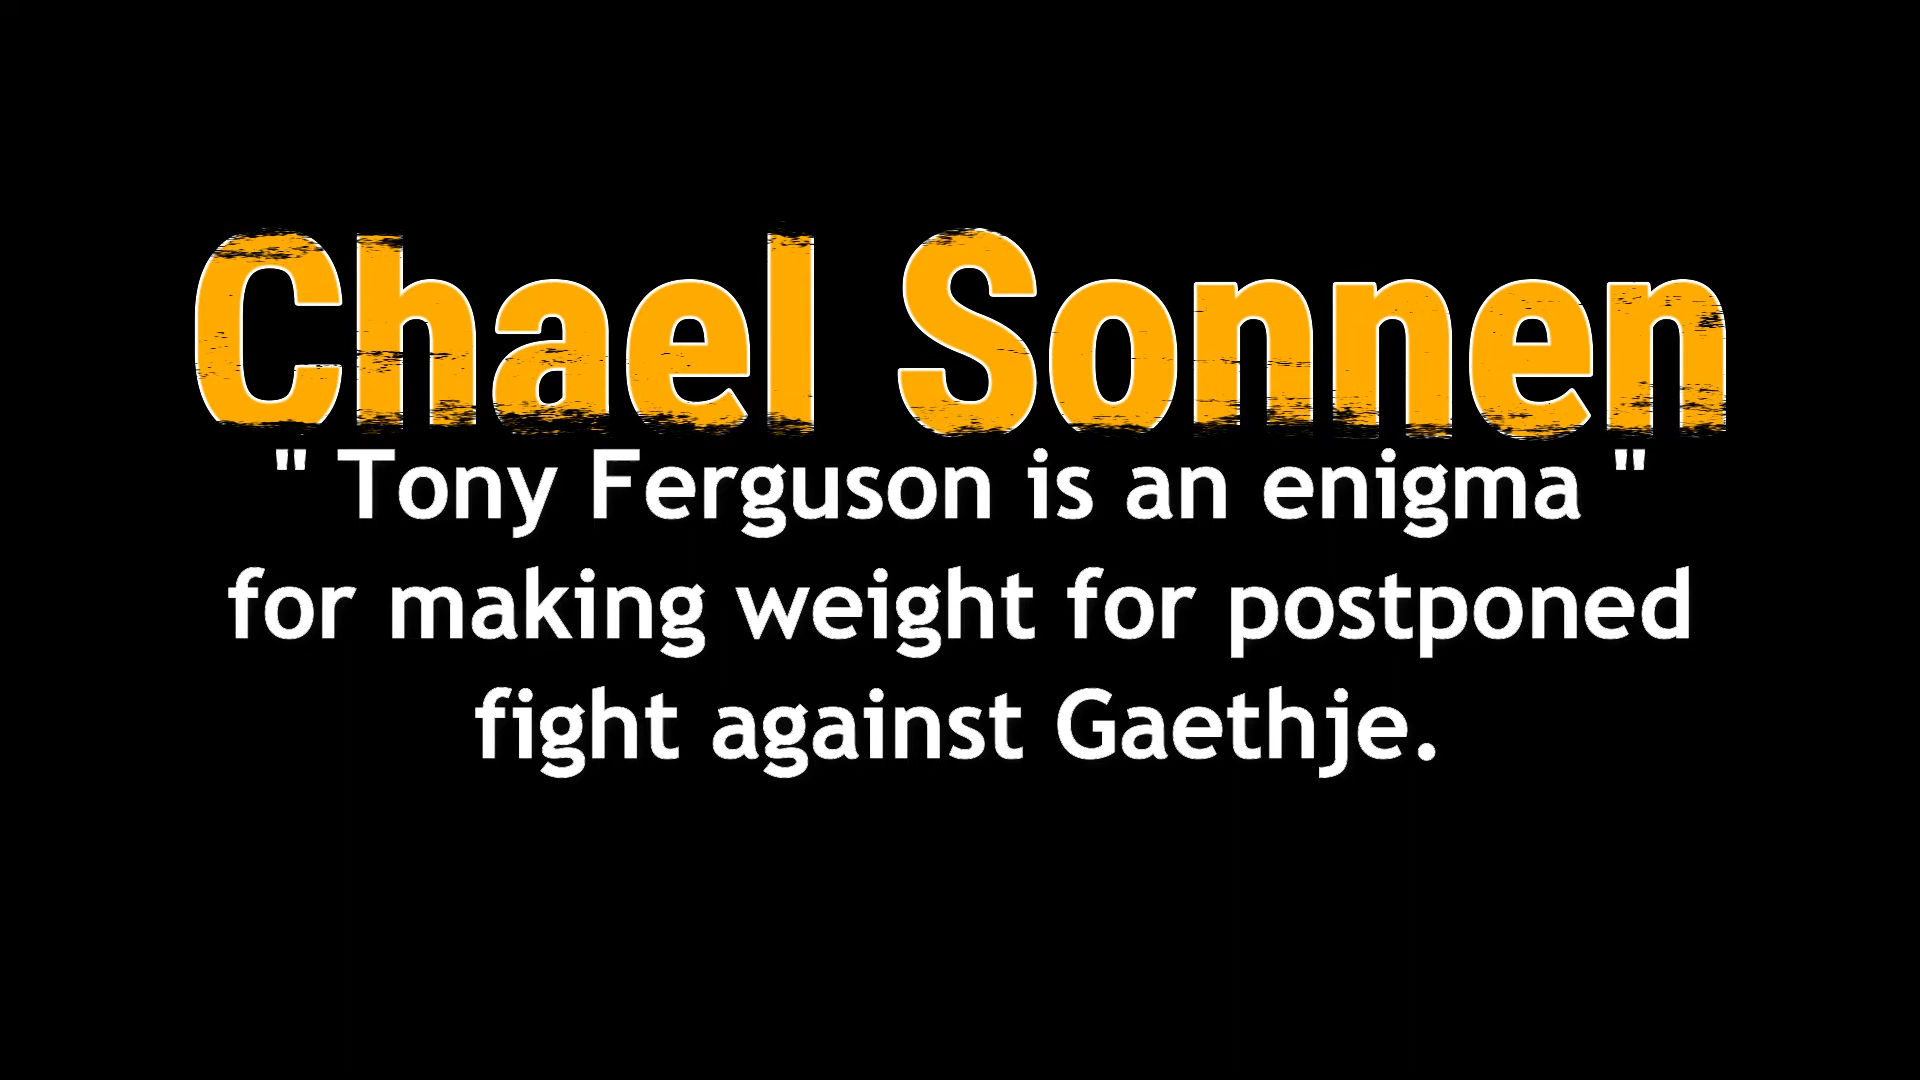 Chael Sonnen
" Tony Ferguson is an enigma "
for making weight for postponed
fight against Gaethje.